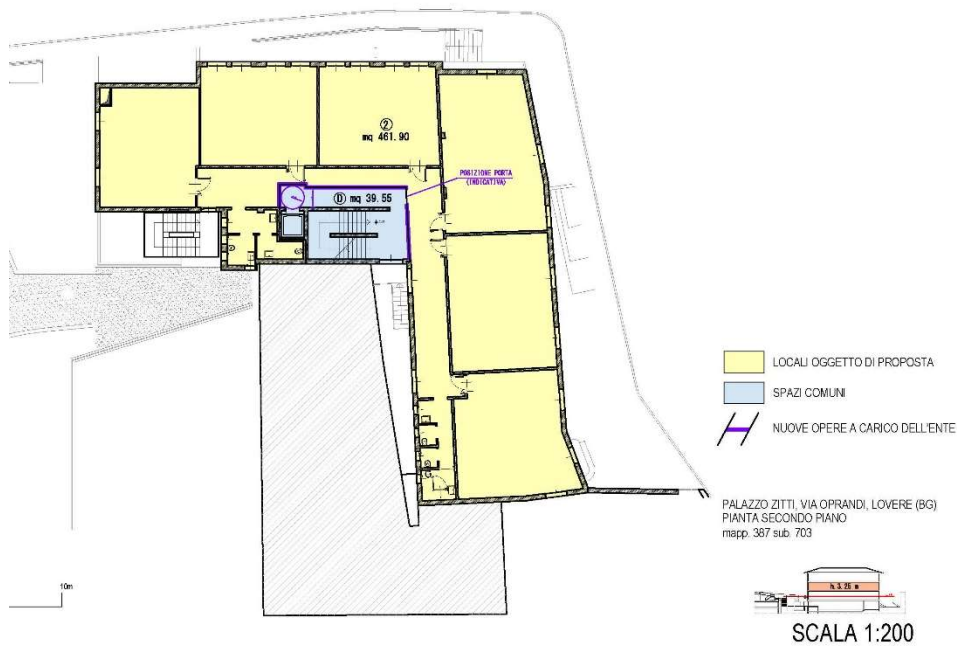 ②
mq 461.90
POSIZIONE PORTA
(INDICATIVA)
Ⓓ mq 39.55
LOCALI OGGETTO DI PROPOSTA
SPAZI COMUNI
NUOVE OPERE A CARICO DELL'ENTE
PALAZZO ZITTI, VIA OPRANDI, LOVERE (BG)
PIANTA SECONDO PIANO
mapp. 387 sub. 703
10m
h. 3.25 m
SCALA 1:200